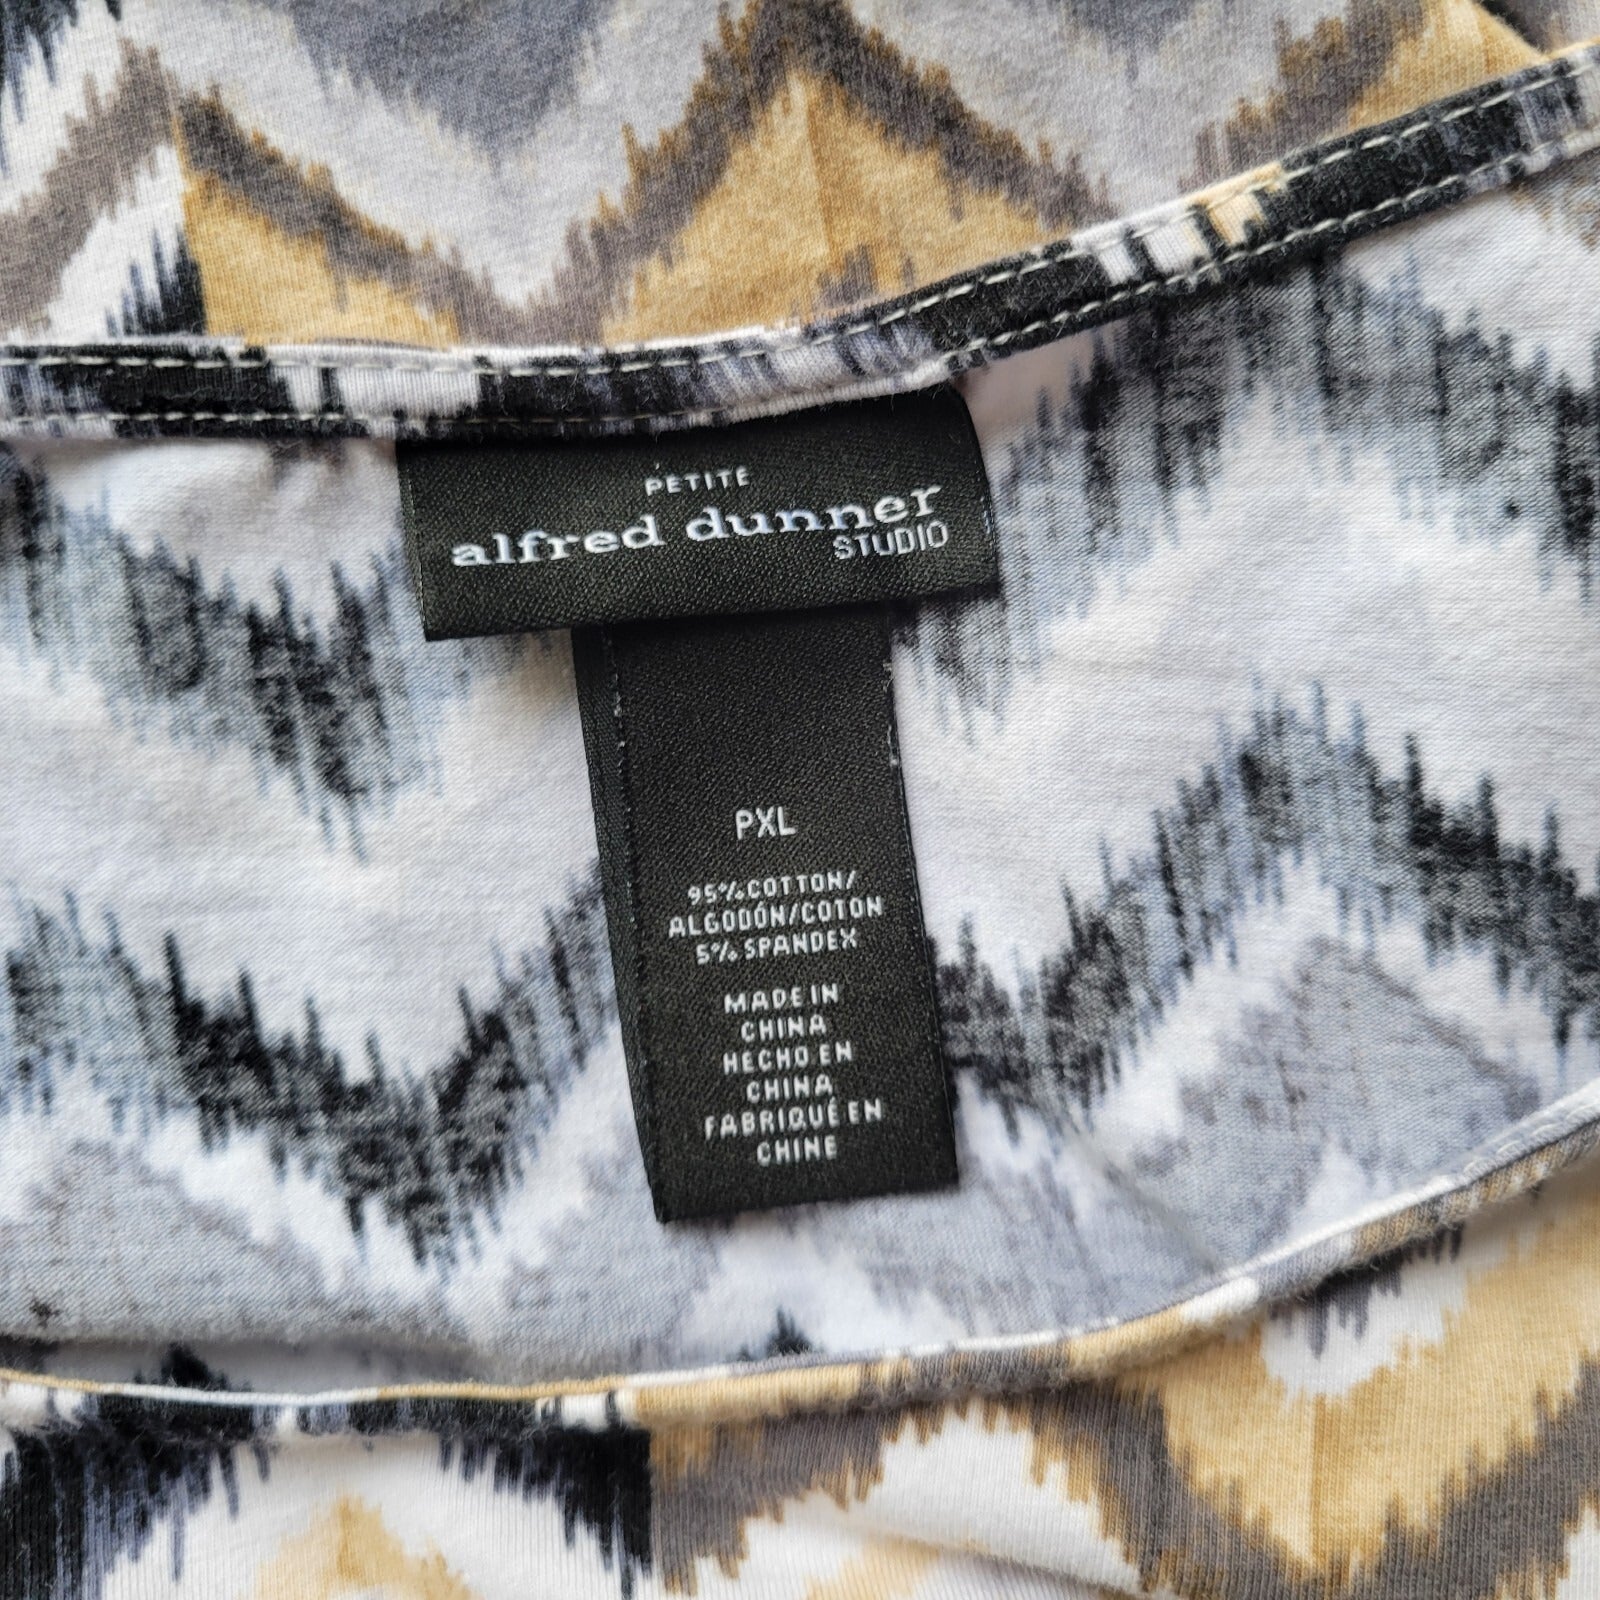 PETITE
alfred dunner
STUDIO
PXL
95% COTTON/
ALGODÓN/COTON
5% SPANDEX
MADE IN
CHINA
HECHO EN
CHINA
FABRIQUÉ EN
CHINE